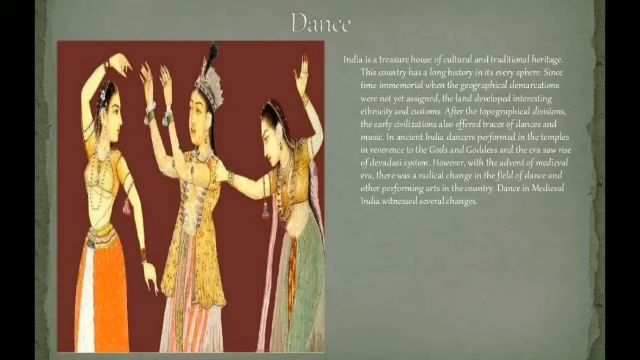 Dance
India is a treasure house of cultural and traditional heritage.
This country has a long history in its every sphere. Since
time immemorial when the geographical demarcations
were not yet assigned, the land developed interesting
ethnicity and customs. After the topographical divisions,
the early civilizations also offered traces of dances and
music. In ancient India dancers performed in the temples
in reverence to the Gods and Goddess and the era saw rise
of devadasi system. However, with the advent of medieval
era, there was a radical change in the field of dance and
other performing arts in the country. Dance in Medieval
India witnessed several changes.